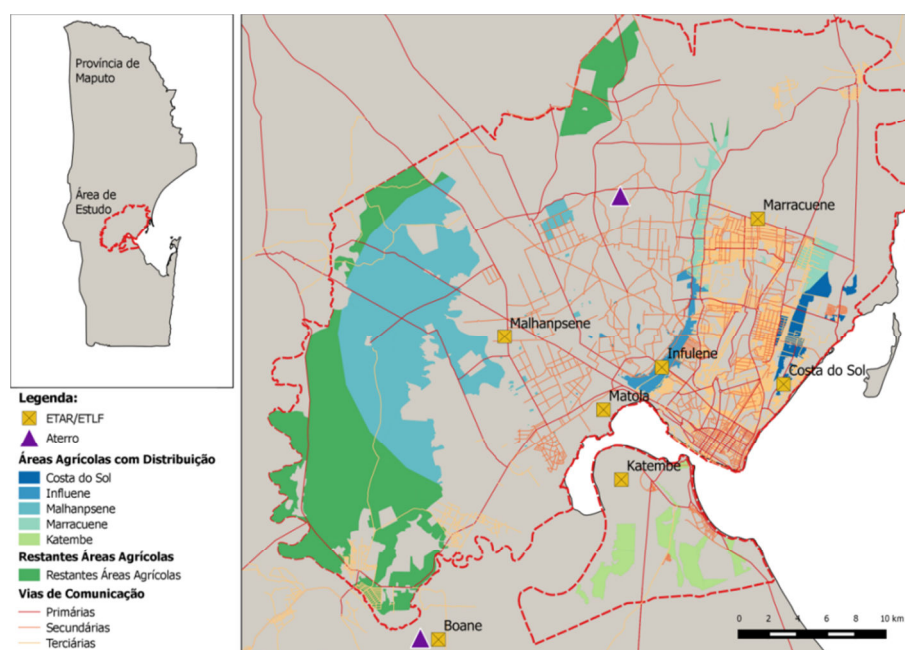 Província de
Maputo
Área de
Estudo
Legenda:
ETAR/ETLF
Aterro
Áreas Agrícolas com Distribuição
Costa do Sol
Influene
Malhanpsene
Marracuene
Katembe
Restantes Áreas Agrícolas
Restantes Áreas Agrícolas
Vias de Comunicação
Primárias
Secundárias
Terciárias
Marracuene
Malhanpsene
Infulene
Costa do Sol
Matola
Katembe
Boane
0 2 4 6 8 10 km